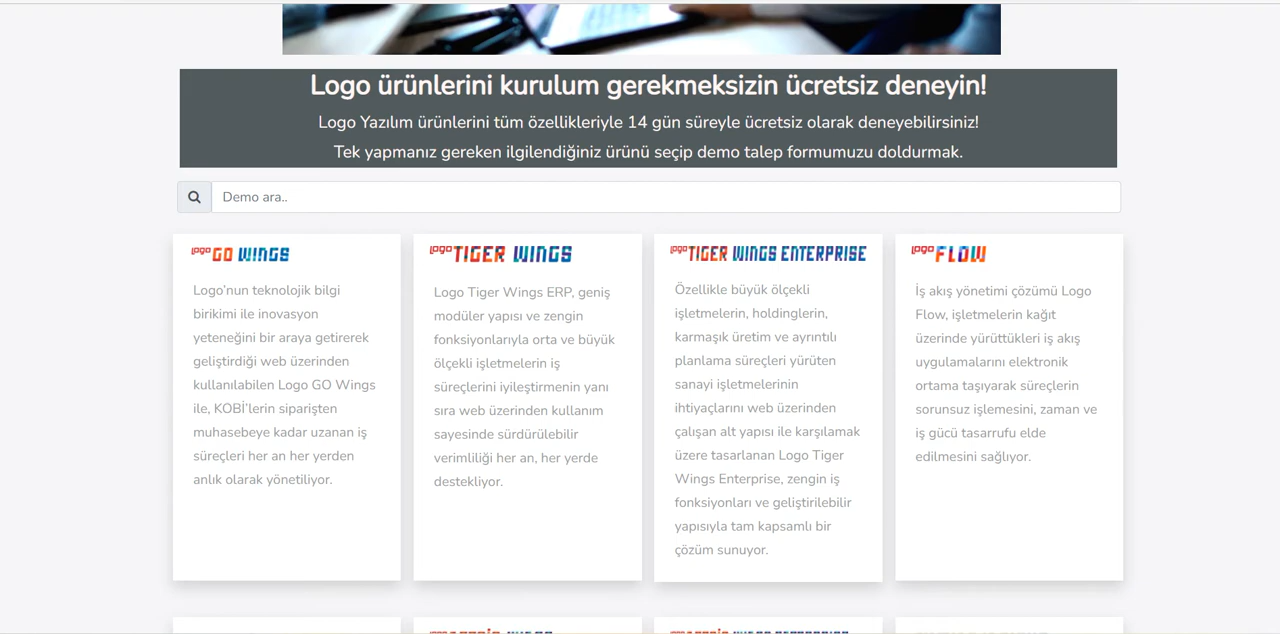 Logo ürünlerini kurulum gerekmeksizin ücretsiz deneyin!
Logo Yazılım ürünlerini tüm özellikleriyle 14 gün süreyle ücretsiz olarak deneyebilirsiniz!
Tek yapmanız gereken ilgilendiğiniz ürünü seçip demo talep formumuzu doldurmak.
Demo ara..
logo GO WINGS
Logo’nun teknolojik bilgi
birikimi ile inovasyon
yeteneğini bir araya getirerek
geliştirdiği web üzerinden
kullanılabilen Logo GO Wings
ile, KOBİ’lerin siparişten
muhasebeye kadar uzanan iş
süreçleri her an her yerden
anlık olarak yönetiliyor.
logo TIGER WINGS
Logo Tiger Wings ERP, geniş
modüler yapısı ve zengin
fonksiyonlarıyla orta ve büyük
ölçekli işletmelerin iş
süreçlerini iyileştirmenin yanı
sıra web üzerinden kullanım
sayesinde sürdürülebilir
verimliliği her an, her yerde
destekliyor.
logo TIGER WINGS ENTERPRISE
Özellikle büyük ölçekli
işletmelerin, holdinglerin,
karmaşık üretim ve ayrıntılı
planlama süreçleri yürüten
sanayi işletmelerinin
ihtiyaçlarını web üzerinden
çalışan alt yapısı ile karşılamak
üzere tasarlanan Logo Tiger
Wings Enterprise, zengin iş
fonksiyonları ve geliştirilebilir
yapısıyla tam kapsamlı bir
çözüm sunuyor.
logo FLOW
İş akış yönetimi çözümü Logo
Flow, işletmelerin kağıt
üzerinde yürüttükleri iş akış
uygulamalarını elektronik
ortama taşıyarak süreçlerin
sorunsuz işlemesini, zaman ve
iş gücü tasarrufu elde
edilmesini sağlıyor.